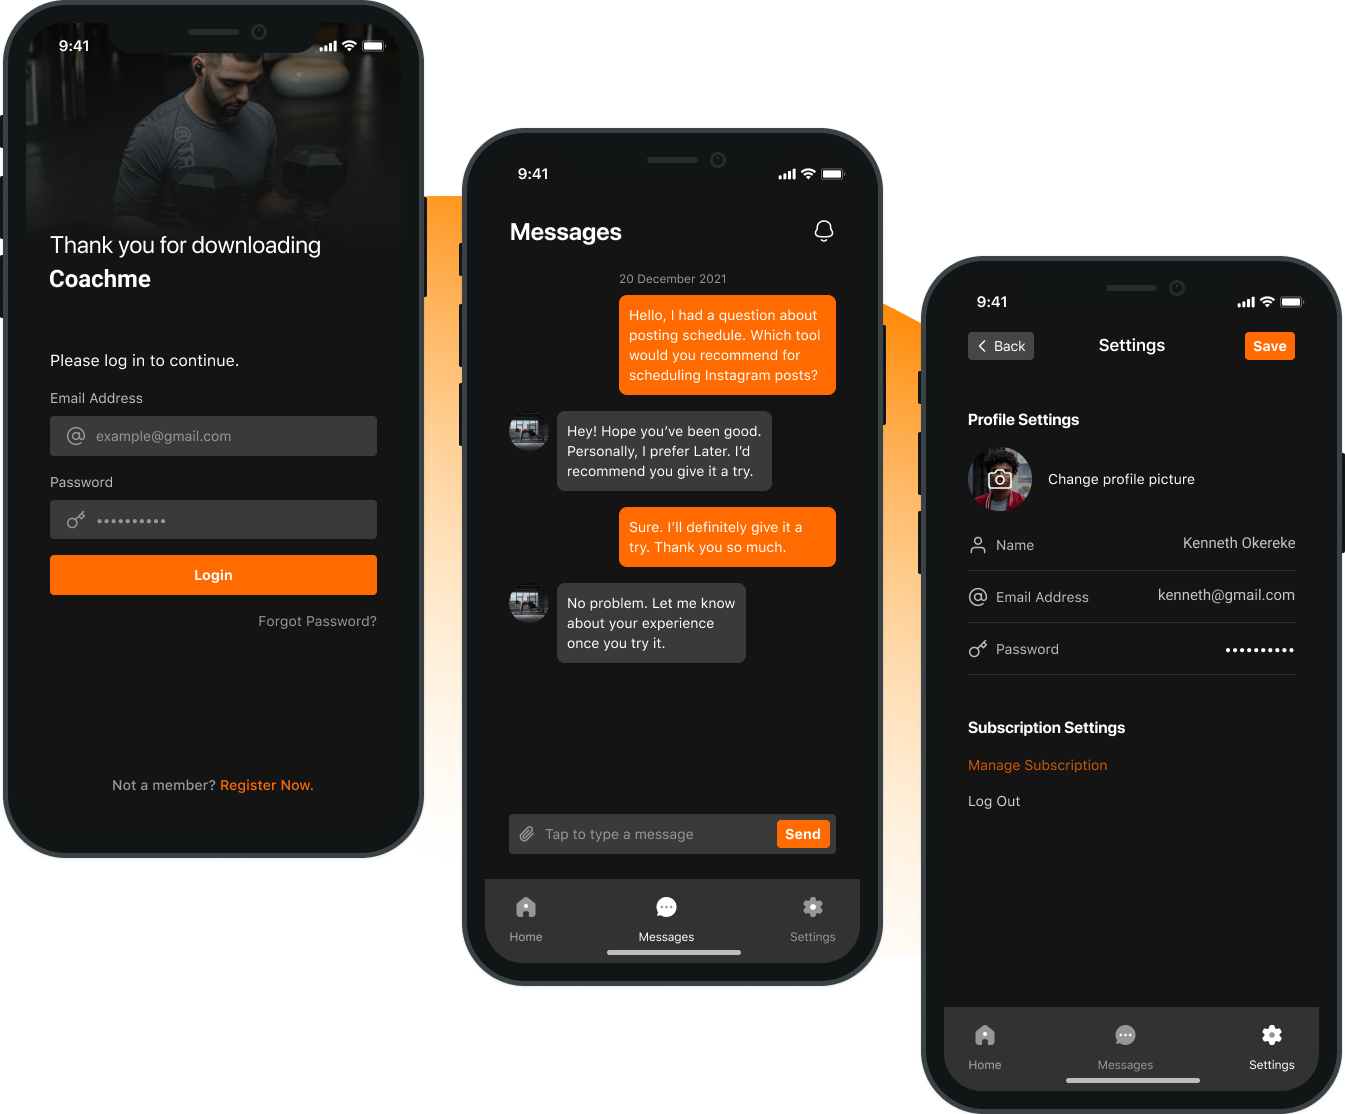 9:41
Thank you for downloading
Coachme
Please log in to continue.
Email Address
example@gmail.com
Password
••••••••••
Login
Forgot Password?
Not a member? Register Now.
9:41
Messages
20 December 2021
Hello, I had a question about
posting schedule. Which tool
would you recommend for
scheduling Instagram posts?
Hey! Hope you’ve been good.
Personally, I prefer Later. I’d
recommend you give it a try.
Sure. I’ll definitely give it a
try. Thank you so much.
No problem. Let me know
about your experience
once you try it.
Tap to type a message
Send
Home
Messages
Settings
9:41
Back
Settings
Save
Profile Settings
Change profile picture
Name
Kenneth Okereke
Email Address
kenneth@gmail.com
Password
••••••••••
Subscription Settings
Manage Subscription
Log Out
Home
Messages
Settings